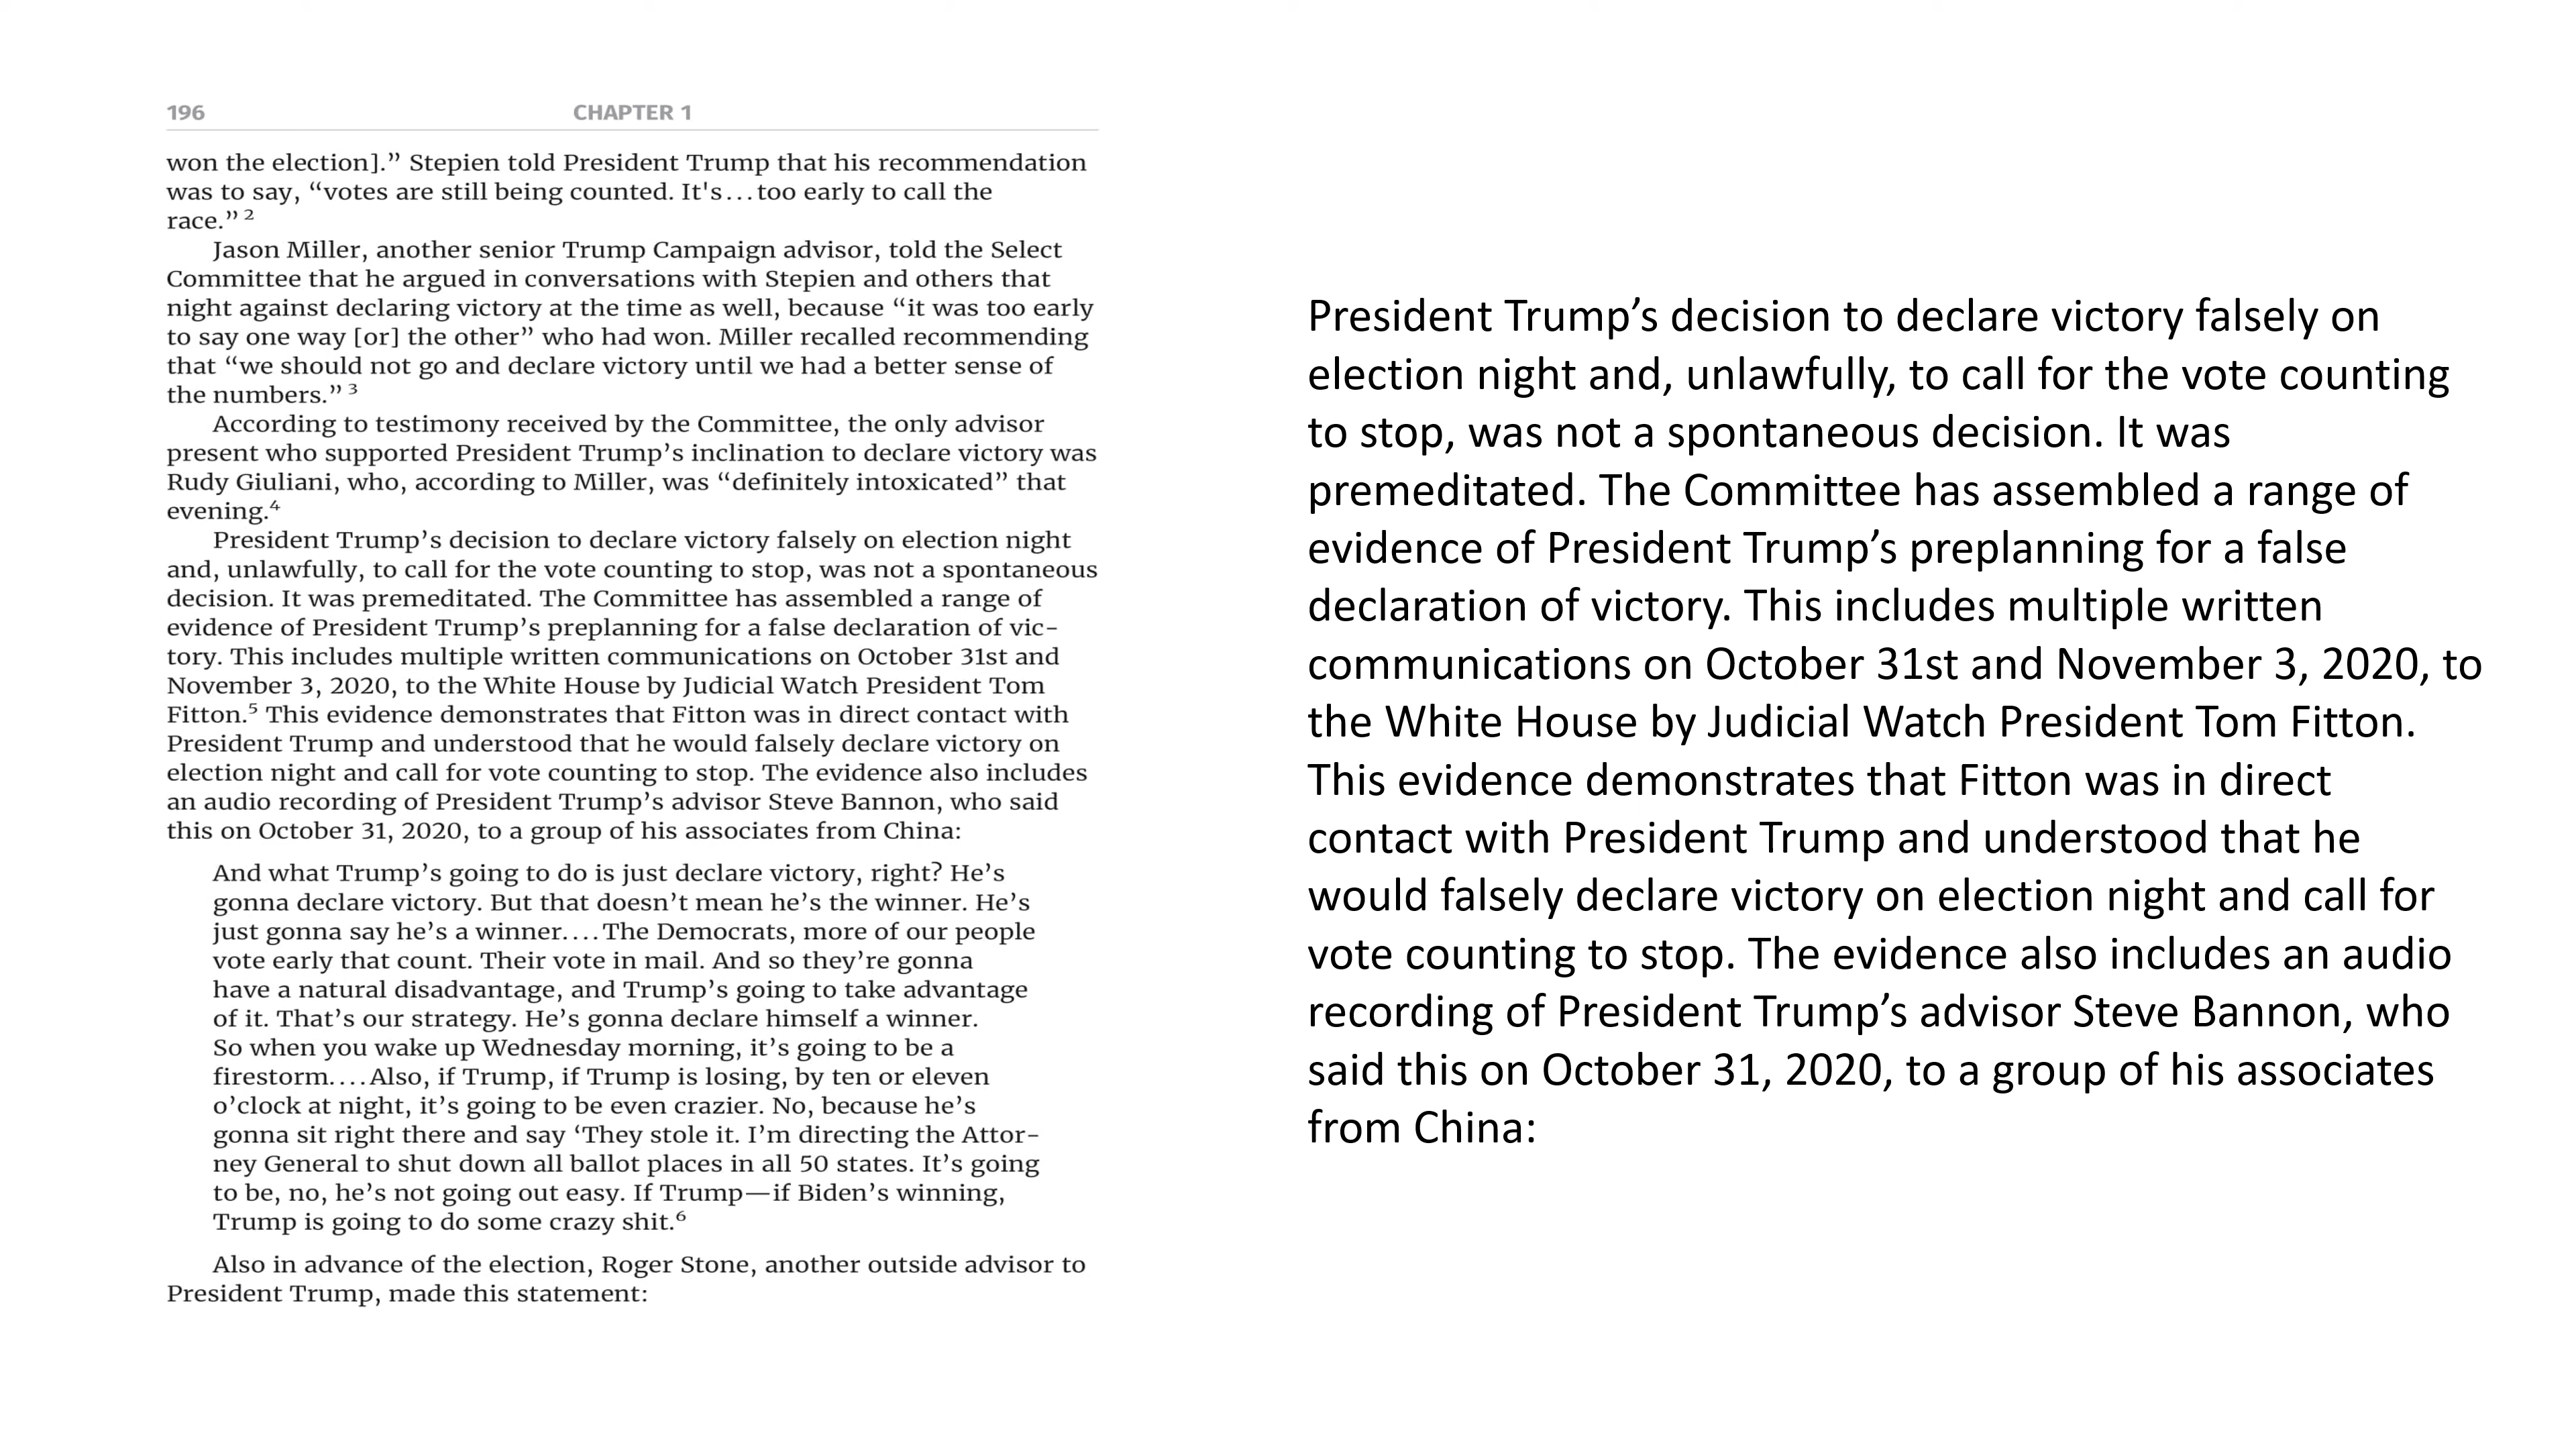 196 CHAPTER 1
won the election].” Stepien told President Trump that his recommendation
was to say, “votes are still being counted. It's...too early to call the
race.” 2
Jason Miller, another senior Trump Campaign advisor, told the Select
Committee that he argued in conversations with Stepien and others that
night against declaring victory at the time as well, because “it was too early
to say one way [or] the other” who had won. Miller recalled recommending
that “we should not go and declare victory until we had a better sense of
the numbers.” 3
According to testimony received by the Committee, the only advisor
present who supported President Trump’s inclination to declare victory was
Rudy Giuliani, who, according to Miller, was “definitely intoxicated” that
evening.4
President Trump’s decision to declare victory falsely on election night
and, unlawfully, to call for the vote counting to stop, was not a spontaneous
decision. It was premeditated. The Committee has assembled a range of
evidence of President Trump’s preplanning for a false declaration of vic-
tory. This includes multiple written communications on October 31st and
November 3, 2020, to the White House by Judicial Watch President Tom
Fitton.5 This evidence demonstrates that Fitton was in direct contact with
President Trump and understood that he would falsely declare victory on
election night and call for vote counting to stop. The evidence also includes
an audio recording of President Trump’s advisor Steve Bannon, who said
this on October 31, 2020, to a group of his associates from China:
And what Trump’s going to do is just declare victory, right? He’s
gonna declare victory. But that doesn’t mean he’s the winner. He’s
just gonna say he’s a winner....The Democrats, more of our people
vote early that count. Their vote in mail. And so they’re gonna
have a natural disadvantage, and Trump’s going to take advantage
of it. That’s our strategy. He’s gonna declare himself a winner.
So when you wake up Wednesday morning, it’s going to be a
firestorm....Also, if Trump, if Trump is losing, by ten or eleven
o’clock at night, it’s going to be even crazier. No, because he’s
gonna sit right there and say ‘They stole it. I’m directing the Attor-
ney General to shut down all ballot places in all 50 states. It’s going
to be, no, he’s not going out easy. If Trump—if Biden’s winning,
Trump is going to do some crazy shit.6
Also in advance of the election, Roger Stone, another outside advisor to
President Trump, made this statement:
President Trump’s decision to declare victory falsely on
election night and, unlawfully, to call for the vote counting
to stop, was not a spontaneous decision. It was
premeditated. The Committee has assembled a range of
evidence of President Trump’s preplanning for a false
declaration of victory. This includes multiple written
communications on October 31st and November 3, 2020, to
the White House by Judicial Watch President Tom Fitton.
This evidence demonstrates that Fitton was in direct
contact with President Trump and understood that he
would falsely declare victory on election night and call for
vote counting to stop. The evidence also includes an audio
recording of President Trump’s advisor Steve Bannon, who
said this on October 31, 2020, to a group of his associates
from China: